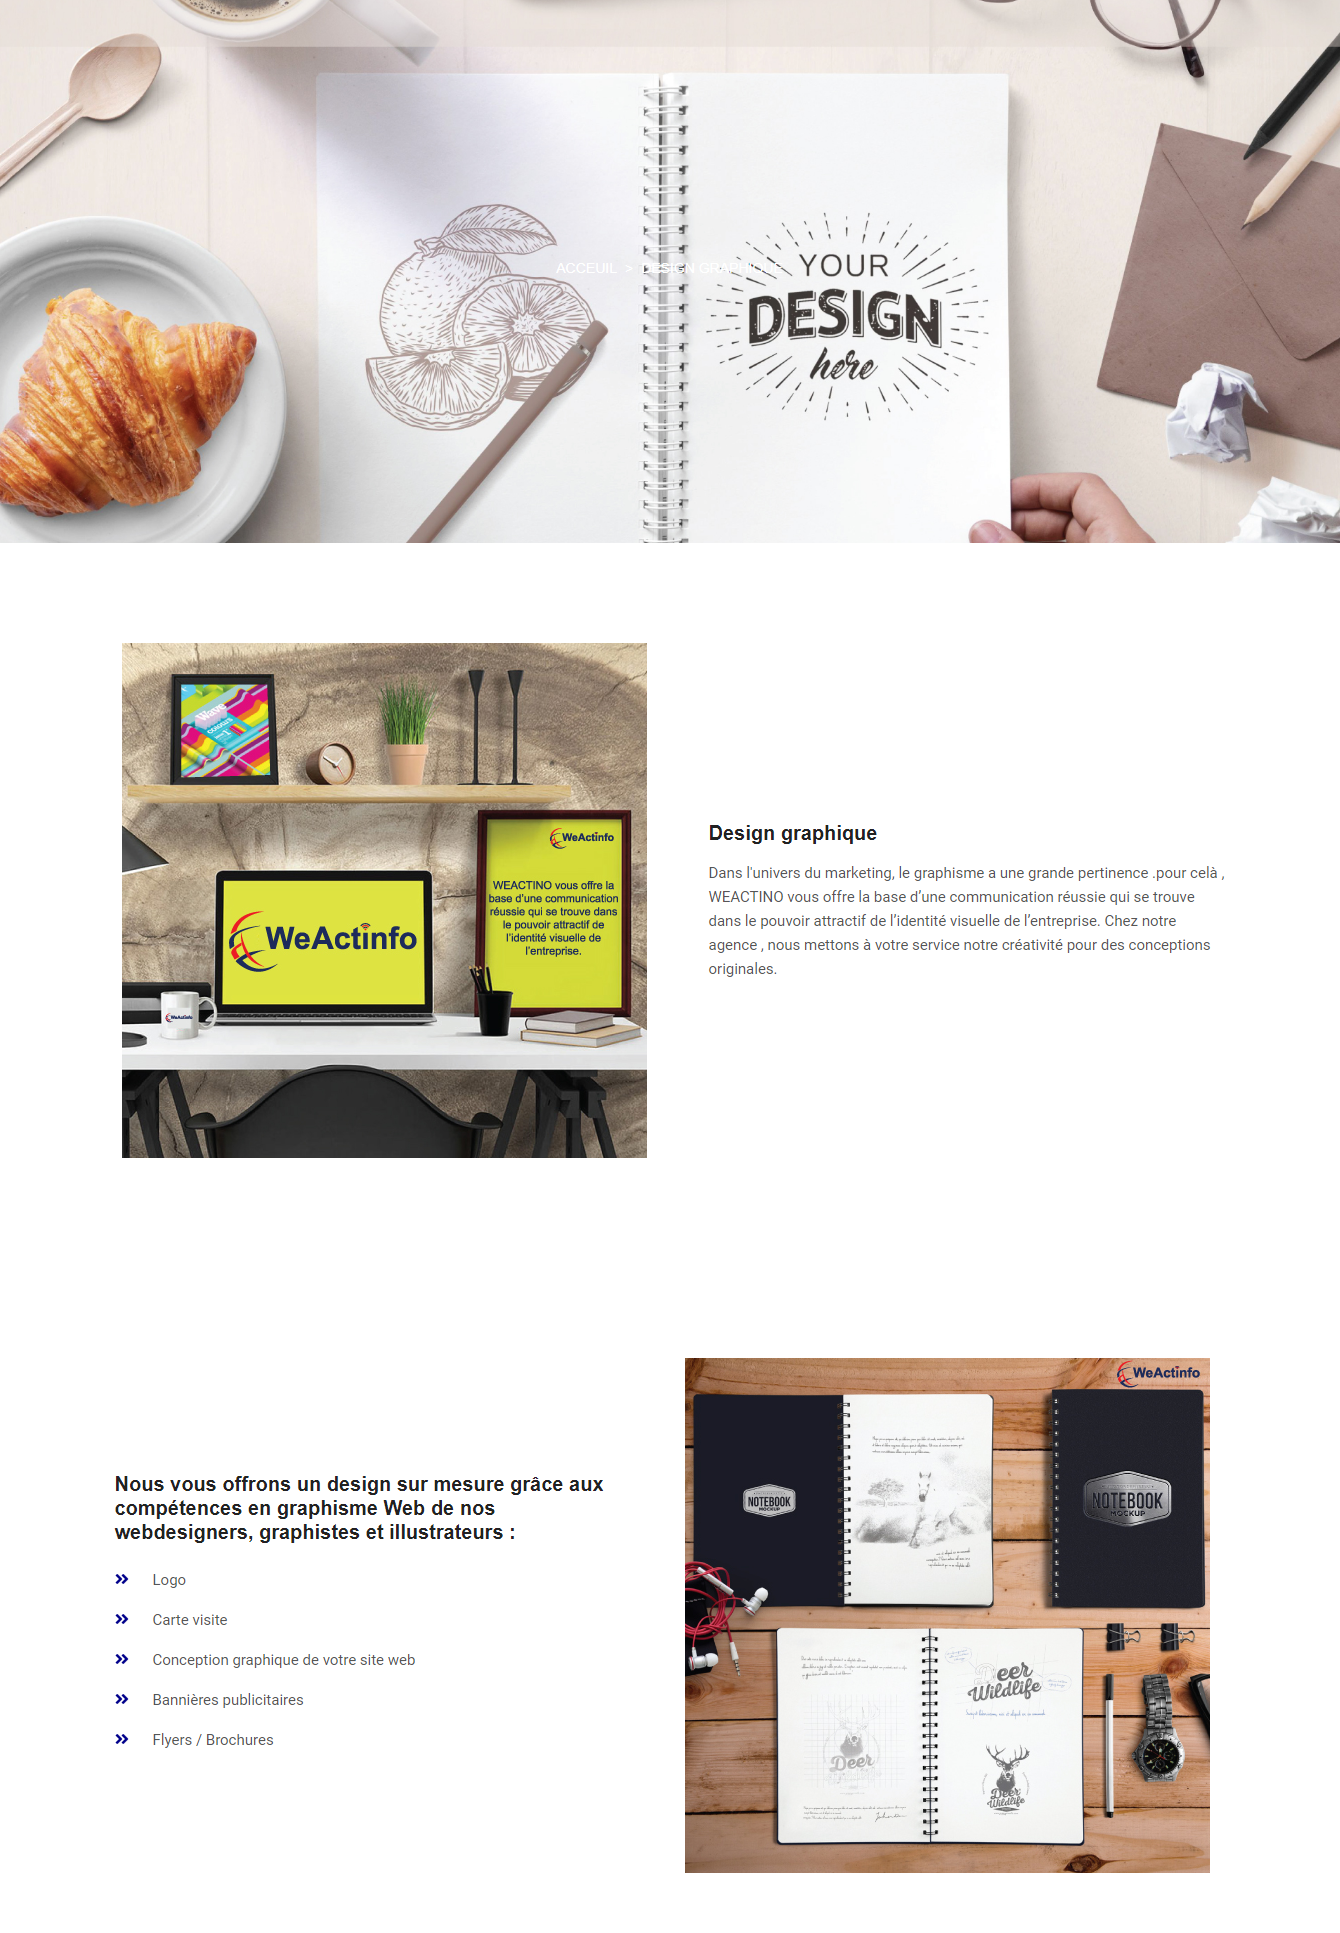 ACCEUIL > DESIGN GRAPHIQUE
YOUR
DESIGN
here
Wave
WeActinfo
WEACTINO vous offre la
base d'une communication
réussie qui se trouve dans
le pouvoir attractif de
l'identité visuelle de
l'entreprise.
WeActinfo
WeActinfo
Design graphique
Dans l'univers du marketing, le graphisme a une grande pertinence .pour celà ,
WEACTINO vous offre la base d’une communication réussie qui se trouve
dans le pouvoir attractif de l’identité visuelle de l’entreprise. Chez notre
agence , nous mettons à votre service notre créativité pour des conceptions
originales.
Nous vous offrons un design sur mesure grâce aux
compétences en graphisme Web de nos
webdesigners, graphistes et illustrateurs :
Logo
Carte visite
Conception graphique de votre site web
Bannières publicitaires
Flyers / Brochures
WeActinfo
NOTEBOOK
MOCKUP
NOTEBOOK
MOCKUP
Deer
Wildlife
Deer
Deer
Wildlife